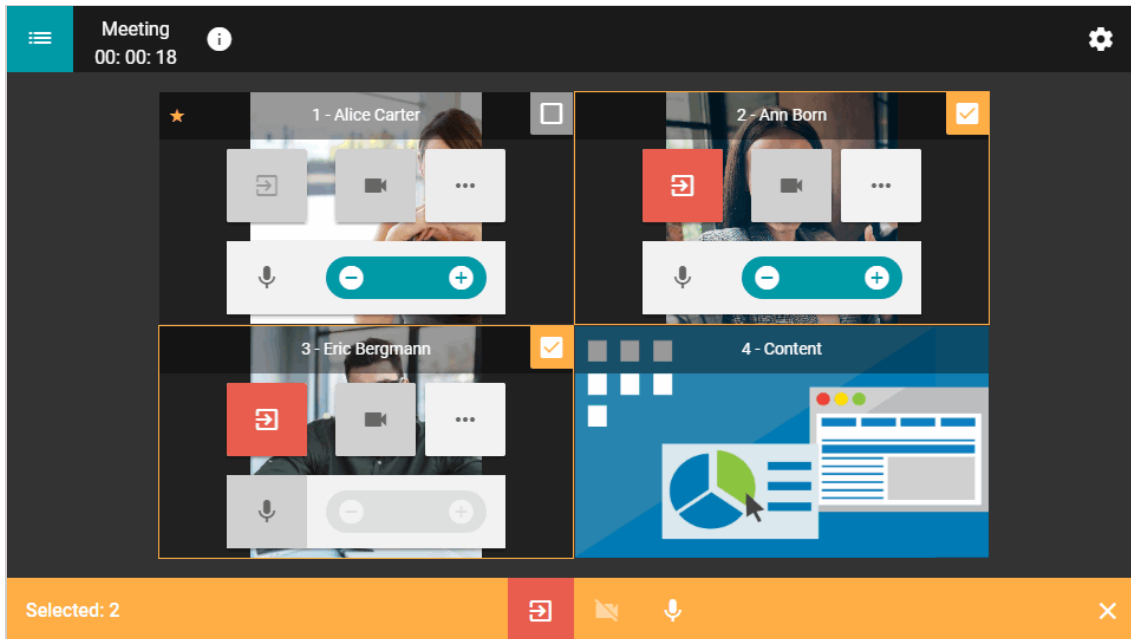 Meeting
00: 00: 18
1 - Alice Carter
2 - Ann Born
3 - Eric Bergmann
4 - Content
Selected: 2